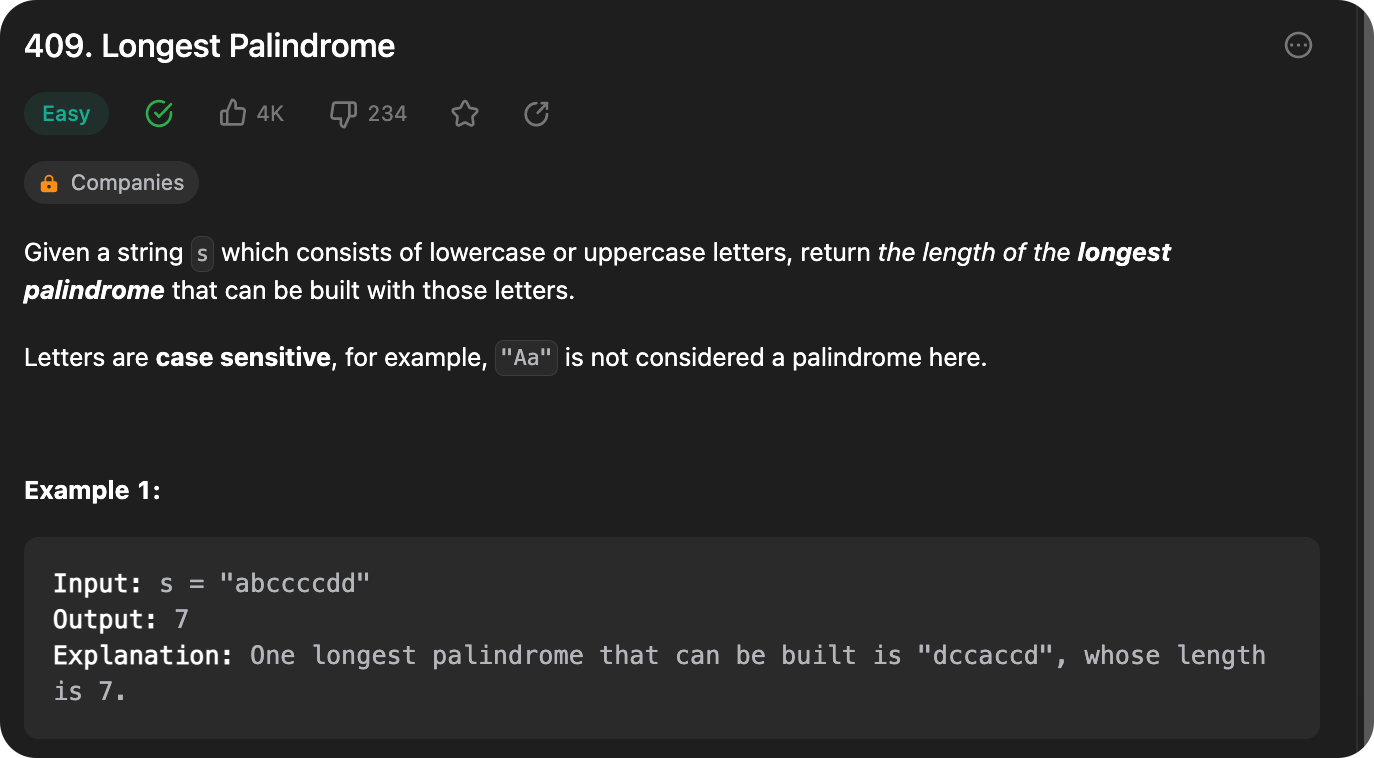 409. Longest Palindrome
Easy 4K 234
Companies
Given a string s which consists of lowercase or uppercase letters, return the length of the longest
palindrome that can be built with those letters.
Letters are case sensitive, for example, "Aa" is not considered a palindrome here.
Example 1:
Input: s = "abccccdd"
Output: 7
Explanation: One longest palindrome that can be built is "dccaccd", whose length
is 7.